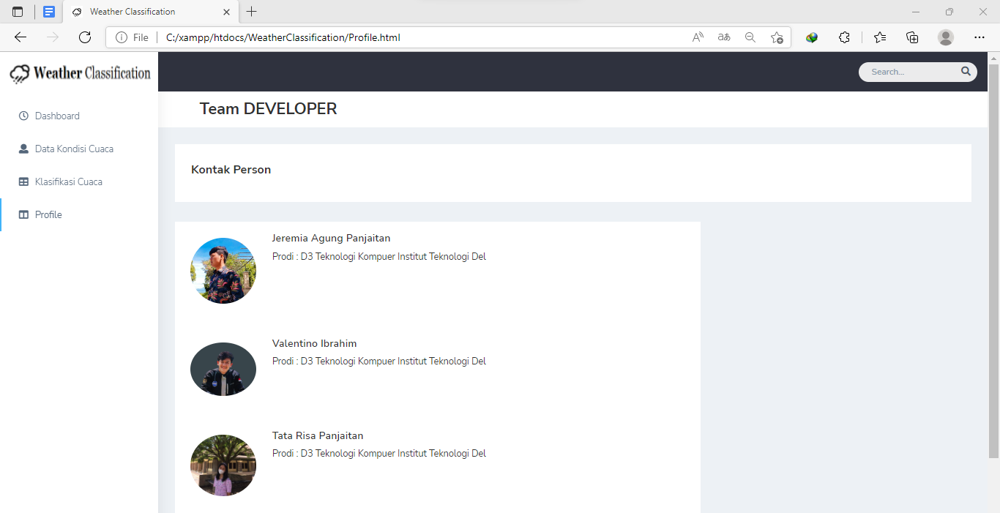 Weather Classification
File
C:/xampp/htdocs/WeatherClassification/Profile.html
Weather Classification
Search...
Dashboard
Data Kondisi Cuaca
Klasifikasi Cuaca
Profile
Team DEVELOPER
Kontak Person
Jeremia Agung Panjaitan
Prodi : D3 Teknologi Kompuer Institut Teknologi Del
Valentino Ibrahim
Prodi : D3 Teknologi Kompuer Institut Teknologi Del
Tata Risa Panjaitan
Prodi : D3 Teknologi Kompuer Institut Teknologi Del